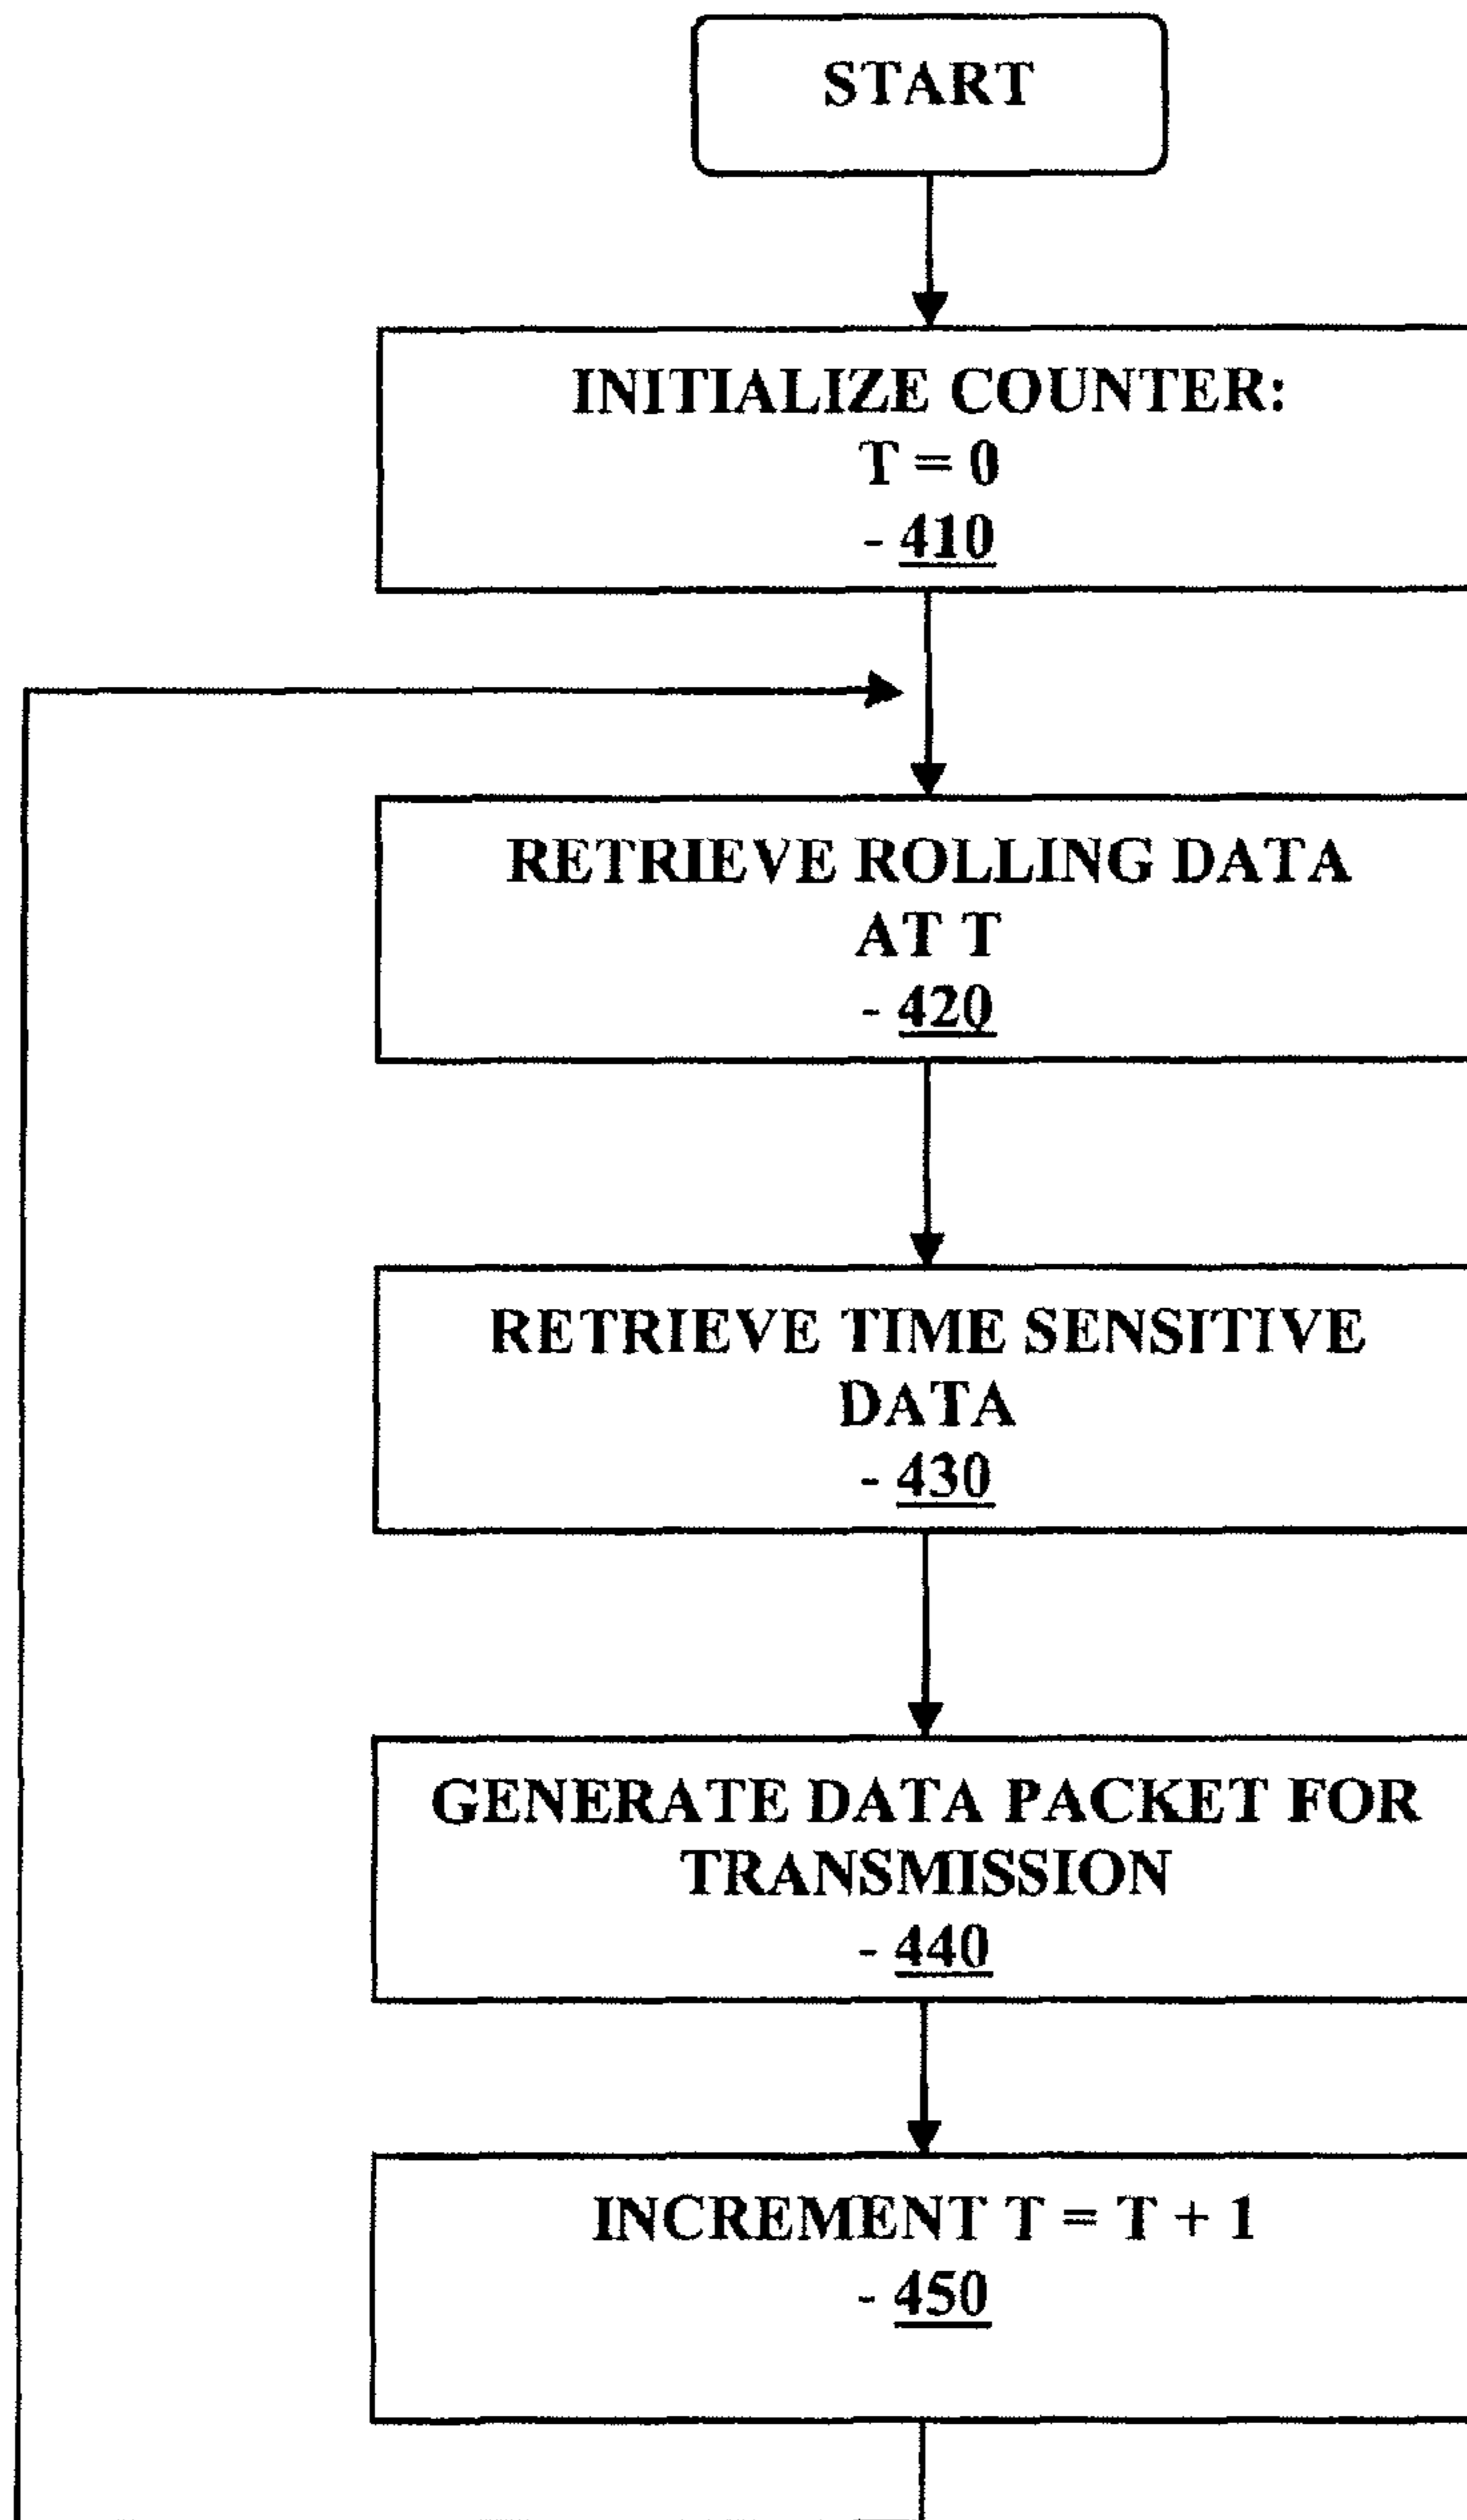 START
INITIALIZE COUNTER:
T = 0
- 410
RETRIEVE ROLLING DATA
AT T
- 420
RETRIEVE TIME SENSITIVE
DATA
- 430
GENERATE DATA PACKET FOR
TRANSMISSION
- 440
INCREMENT T = T + 1
- 450